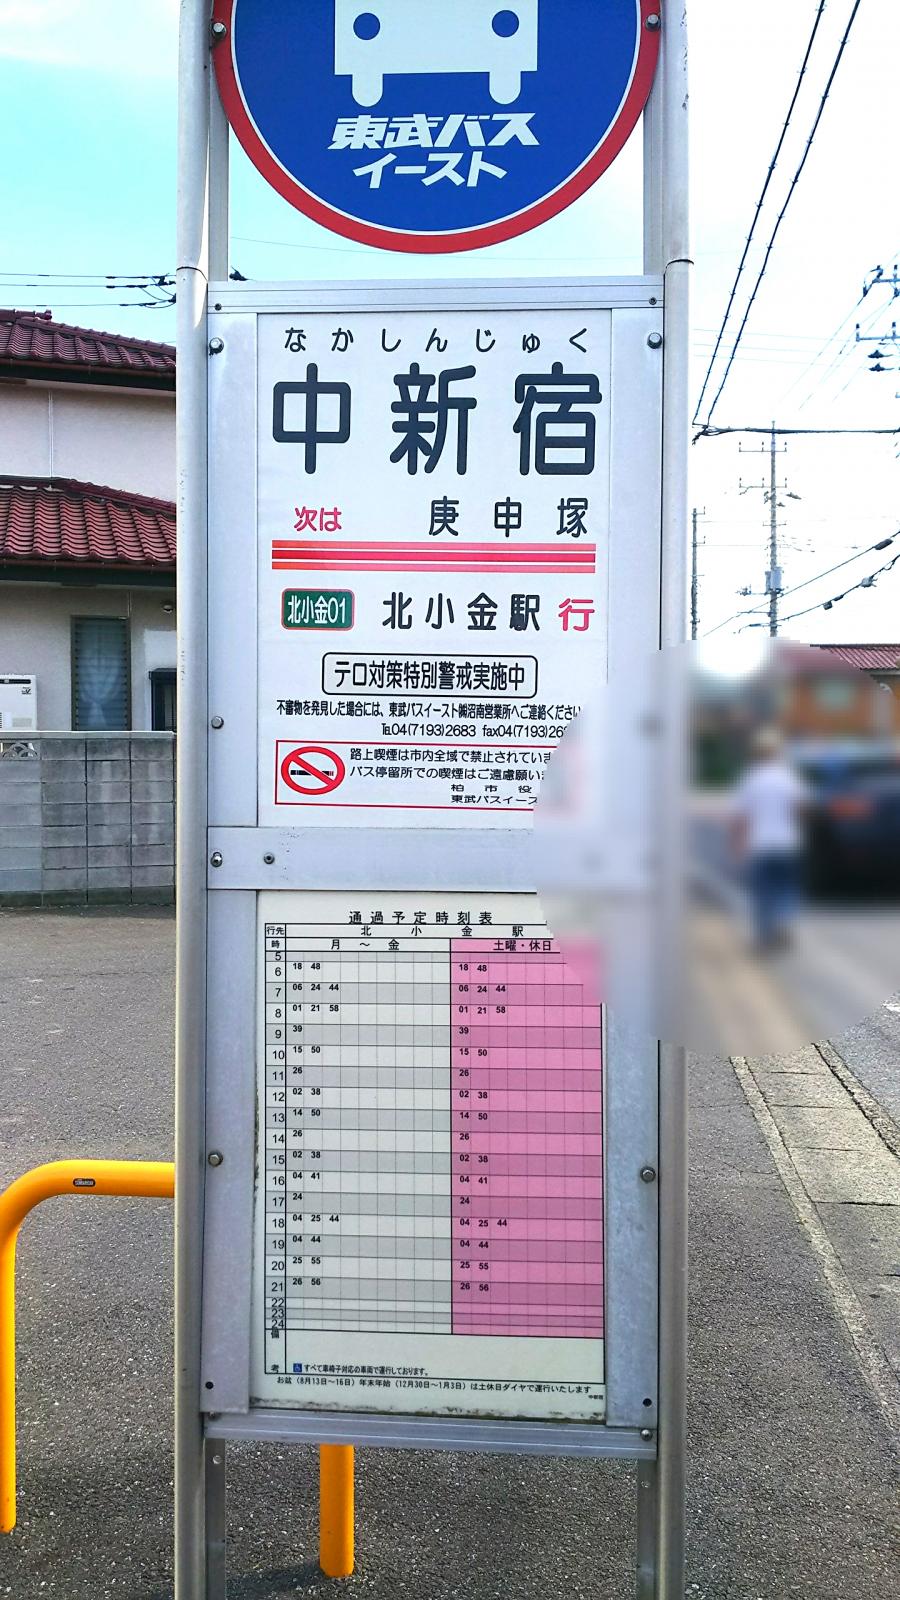 東武バス
イースト
なかしんじゅく
中新宿
次は 庚申塚
北小金01 北小金駅行
テロ対策特別警戒実施中
不審物を発見した場合には、東武バスイースト㈱沼南営業所へご連絡ください
℡04(7193)2683 fax04(7193)26
路上喫煙は市内全域で禁止されていま
バス停留所での喫煙はご遠慮願いま
柏市役
東武バスイース
通過予定時刻表
行先 北小金駅
時 月～金 土曜・休日
5
6 18 48 18 48
7 06 24 44 06 24 44
8 01 21 58 01 21 58
9 39 39
10 15 50 15 50
11 26 26
12 02 38 02 38
13 14 50 14 50
14 26 26
15 02 38 02 38
16 04 41 04 41
17 24 24
18 04 25 44 04 25 44
19 04 44 04 44
20 25 55 25 55
21 26 56 26 56
22
23
24
備考 すべて車椅子対応の車両で運行しております。
お盆（8月13日～16日）年末年始（12月30日～1月3日）は土休日ダイヤで運行いたします
中新宿